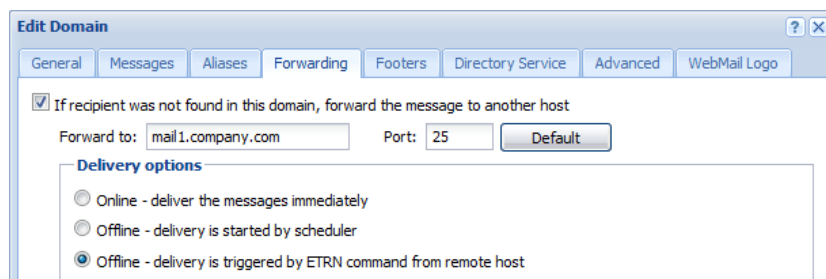 Edit Domain ? X
General Messages Aliases Forwarding Footers Directory Service Advanced WebMail Logo
If recipient was not found in this domain, forward the message to another host
Forward to: mail1.company.com Port: 25 Default
Delivery options
Online - deliver the messages immediately
Offline - delivery is started by scheduler
Offline - delivery is triggered by ETRN command from remote host